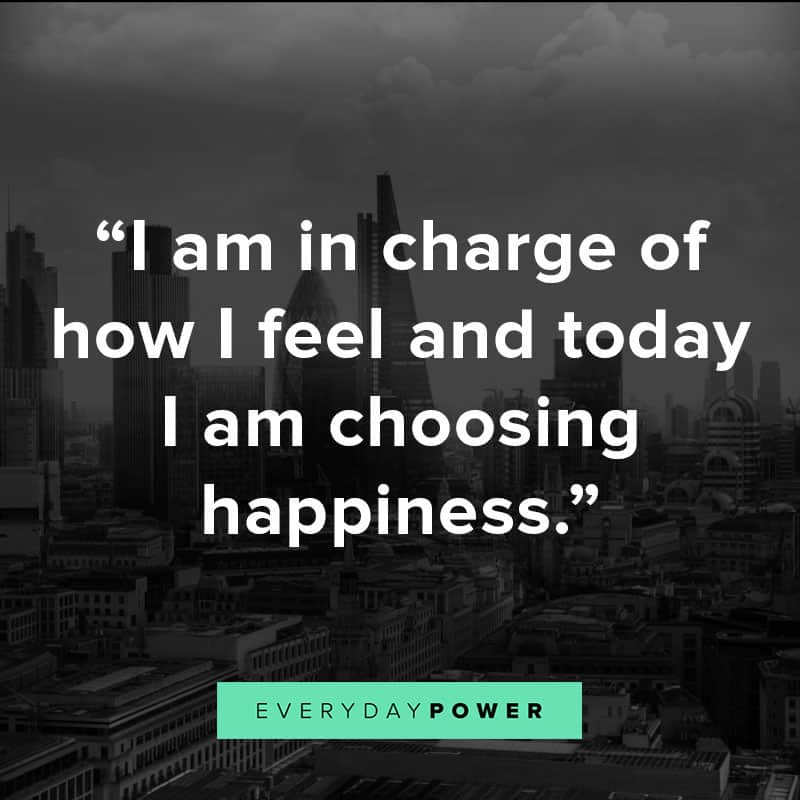 “I am in charge of
how I feel and today
I am choosing
happiness.”
EVERYDAYPOWER